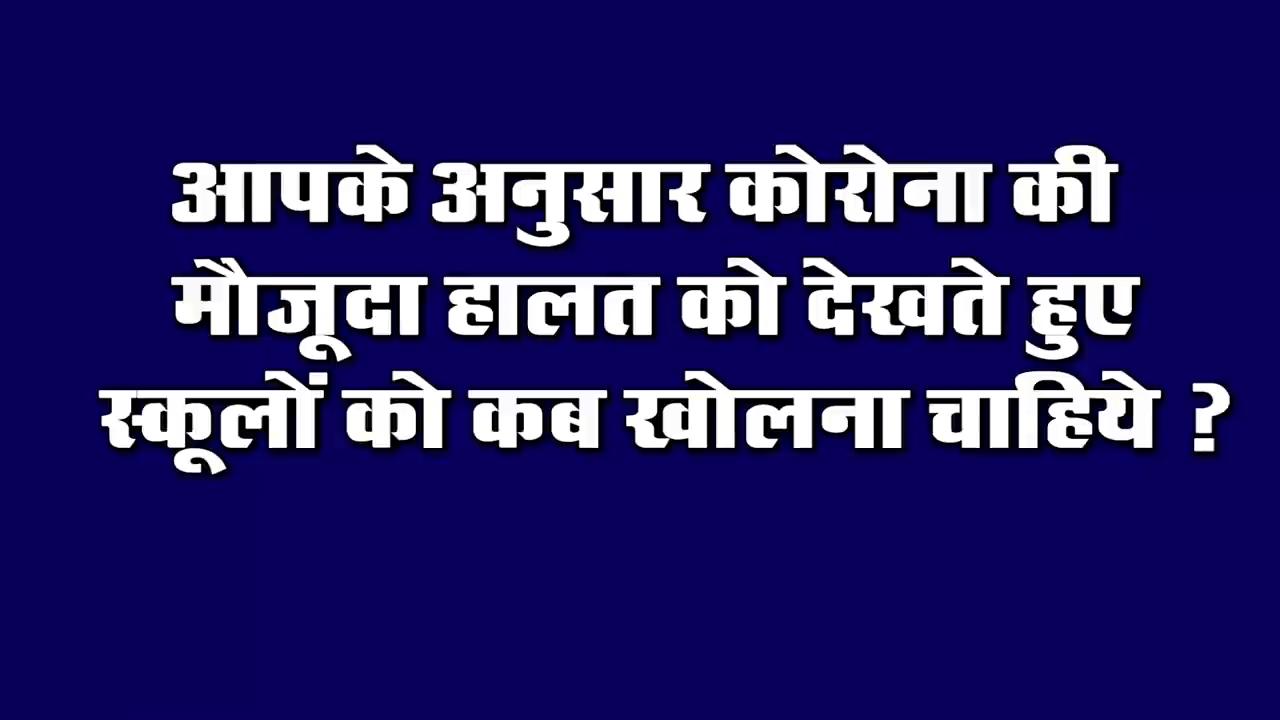 आपके अनुसार कोरोना की
मौजूदा हालत को देखते हुए
स्कूलों को कब खोलना चाहिये ?